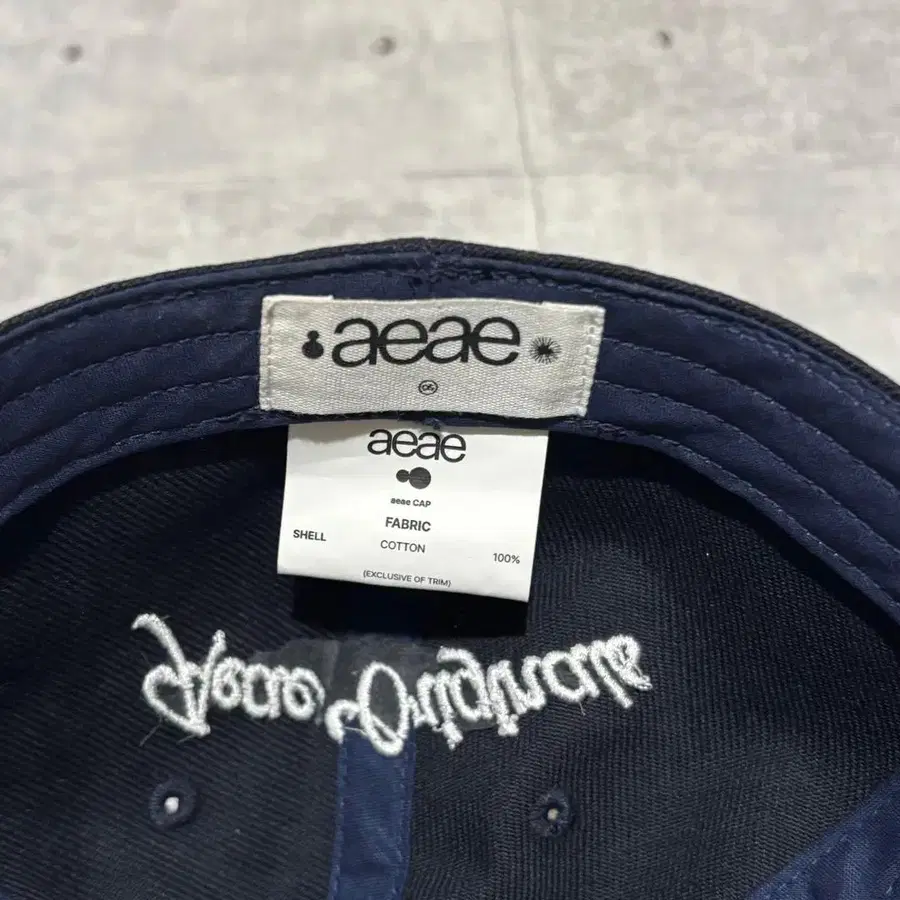 aeae
aeae
aeae CAP
FABRIC
SHELL COTTON 100%
(EXCLUSIVE OF TRIM)